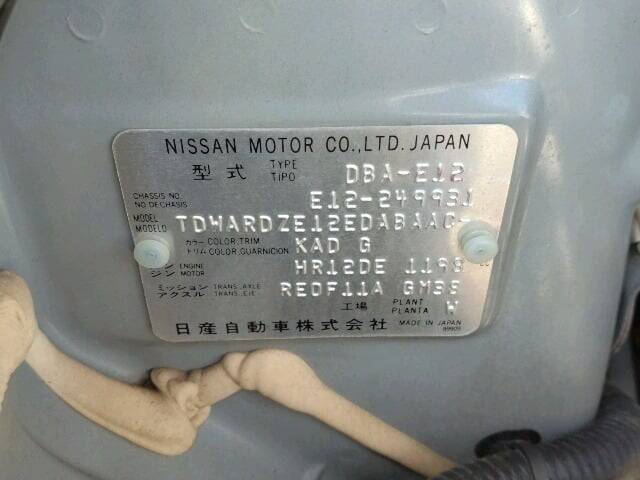 NISSAN MOTOR CO.,LTD. JAPAN
型式 TYPE TIPO DBA-E12
CHASSIS NO. NO.DE CHASIS E12-249931
MODEL MODELO TDWARDZE12EDABAAC-
カラー COLOR,TRIM トリム COLOR,GUARNICION KAD G
ジン ENGINE MOTOR HR12DE 1198
ミッション TRANS.,AXLE アクスル TRANS.,EJE RE0F11A GM38
工場 PLANT PLANTA W
日産自動車株式会社 MADE IN JAPAN